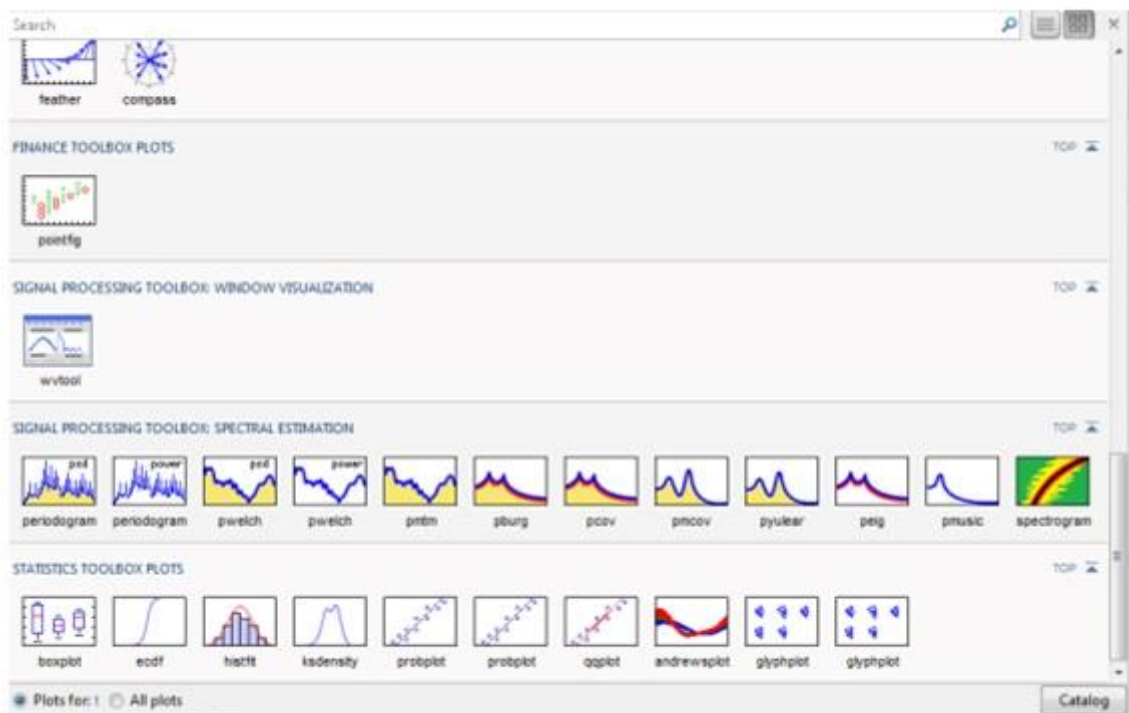 Search
feather compass
FINANCE TOOLBOX PLOTS TOP
pointfig
SIGNAL PROCESSING TOOLBOX: WINDOW VISUALIZATION TOP
wvtool
SIGNAL PROCESSING TOOLBOX: SPECTRAL ESTIMATION TOP
psd power psd power
periodogram periodogram pwelch pwelch pmtm pburg pcov pmcov pyulear peig pmusic spectrogram
STATISTICS TOOLBOX PLOTS TOP
boxplot ecdf histfit ksdensity probplot probplot qqplot andrewsplot glyphplot glyphplot
Plots for: t All plots Catalog